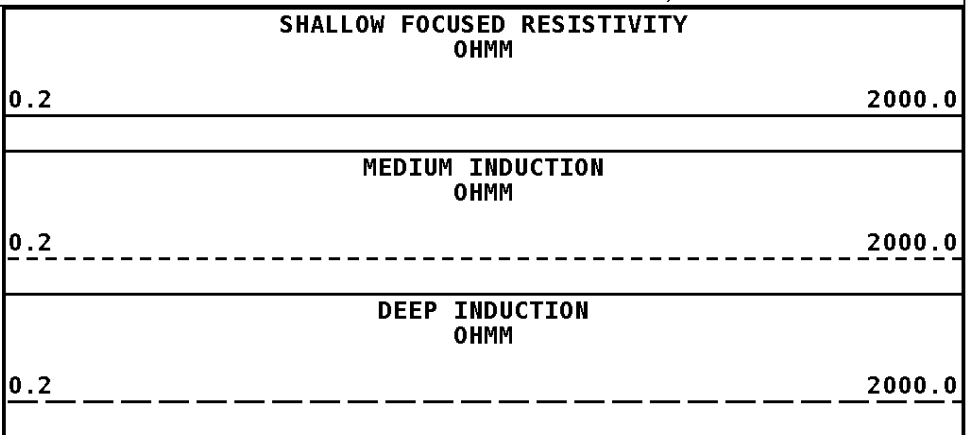 SHALLOW FOCUSED RESISTIVITY
OHMM
0.2 2000.0
MEDIUM INDUCTION
OHMM
0.2 2000.0
DEEP INDUCTION
OHMM
0.2 2000.0